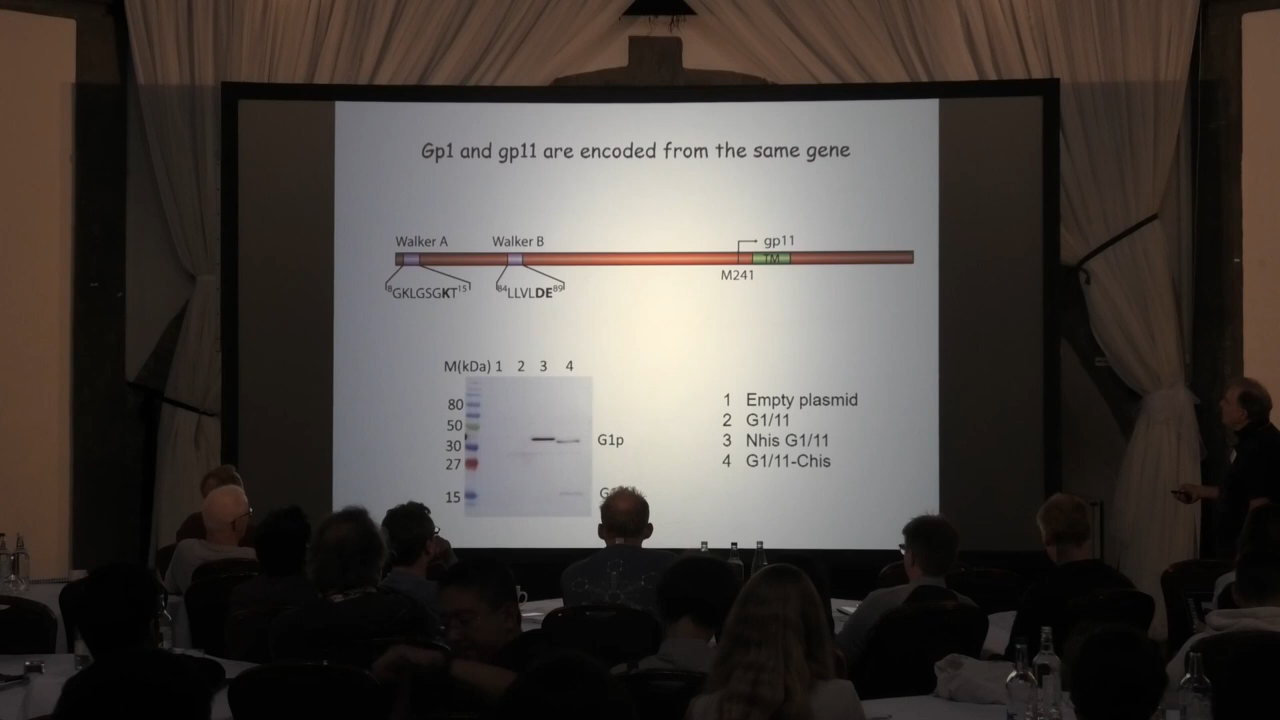 Gp1 and gp11 are encoded from the same gene
Walker A
Walker B
gp11
TM
M241
⁸GKLGSGKT¹⁵
⁸⁴LLVLDE⁸⁹
M(kDa) 1 2 3 4
80
50
30
27
15
G1p
1 Empty plasmid
2 G1/11
3 Nhis G1/11
4 G1/11-Chis